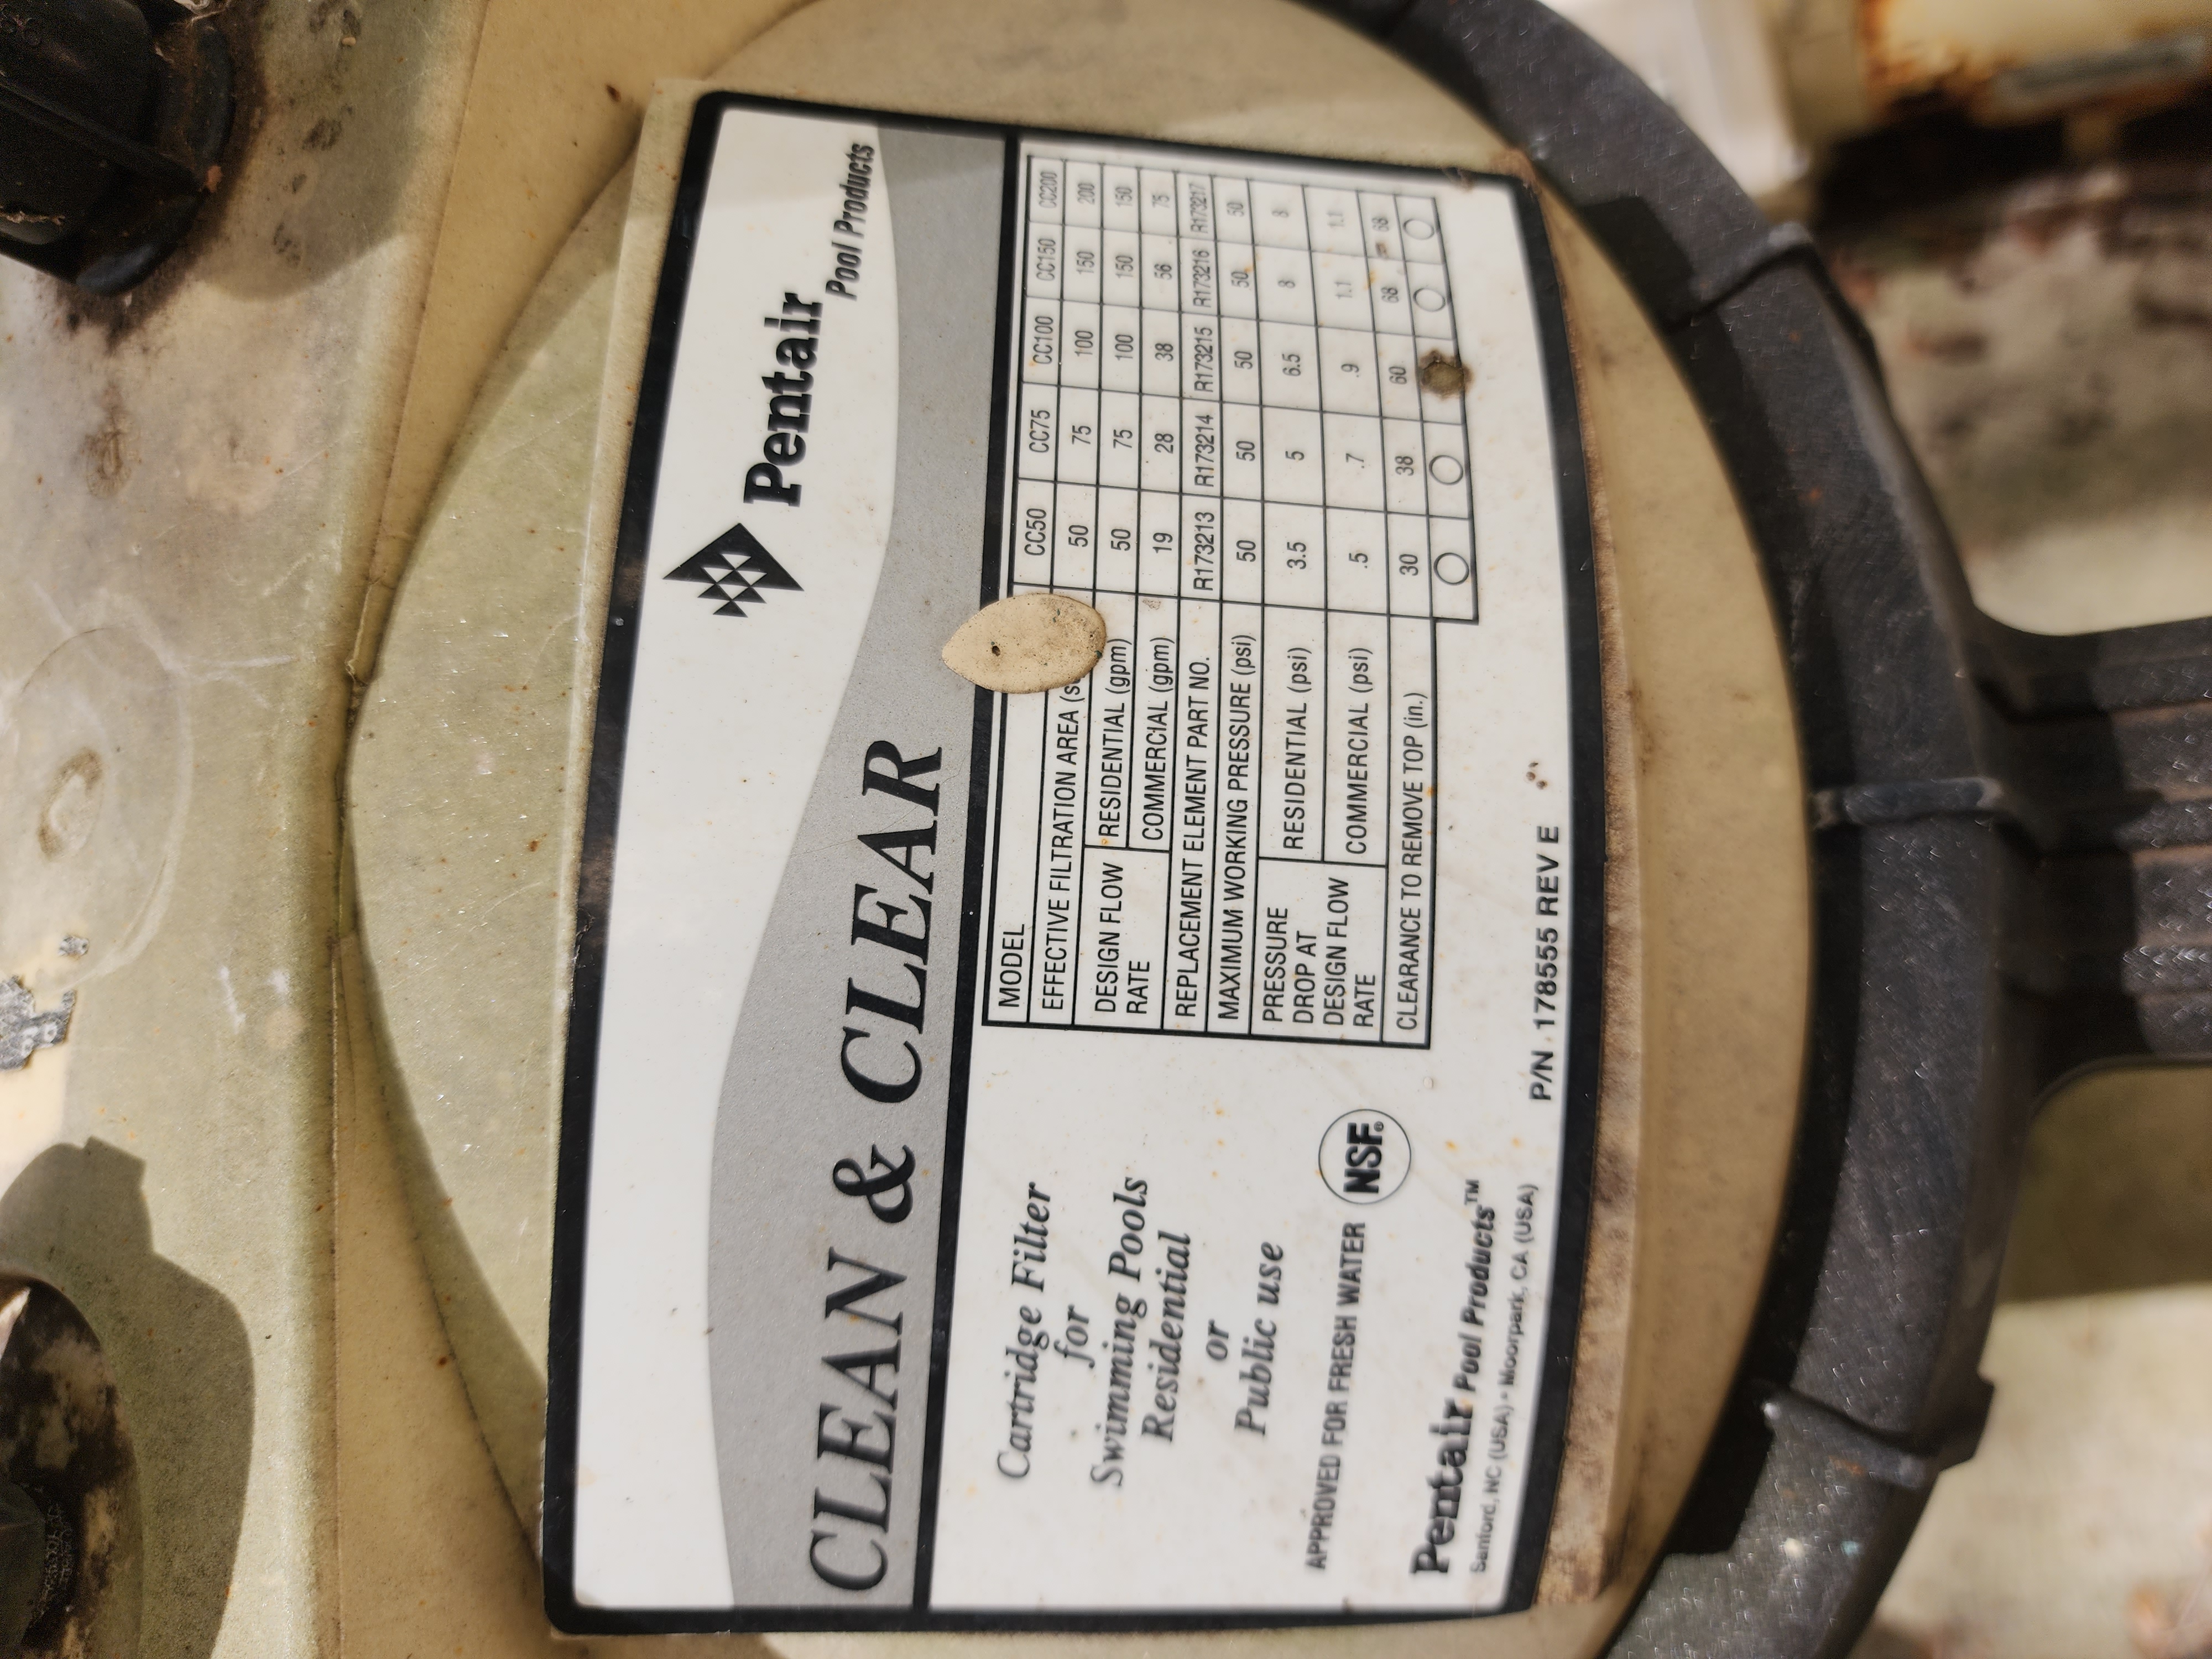 Pentair
Pool Products
CLEAN & CLEAR
Cartridge Filter
for
Swimming Pools
Residential
or
Public use
APPROVED FOR FRESH WATER NSF®
Pentair Pool Products™
Sanford, NC (USA) • Moorpark, CA (USA)
MODEL CC50 CC75 CC100 CC150 CC200
EFFECTIVE FILTRATION AREA 50 75 100 150 200
DESIGN FLOW RATE RESIDENTIAL (gpm) 50 75 100 150 150
COMMERCIAL (gpm) 19 28 38 56 75
REPLACEMENT ELEMENT PART NO. R173213 R173214 R173215 R173216 R173217
MAXIMUM WORKING PRESSURE (psi) 50 50 50 50 50
PRESSURE DROP AT DESIGN FLOW RATE RESIDENTIAL (psi) 3.5 5 6.5 8 8
COMMERCIAL (psi) .5 .7 .9 1.1 1.1
CLEARANCE TO REMOVE TOP (in.) 30 38 60 68 68
P/N 178555 REV E